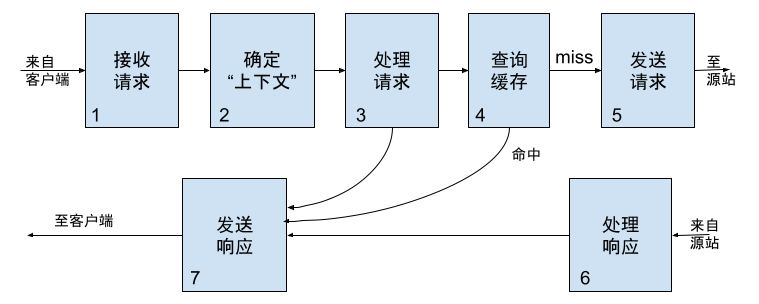 来自
客户端
接收
请求
1
确定
“上下文”
2
处理
请求
3
查询
缓存
4
miss
发送
请求
5
至
源站
命中
至客户端
发送
响应
7
处理
响应
6
来自
源站